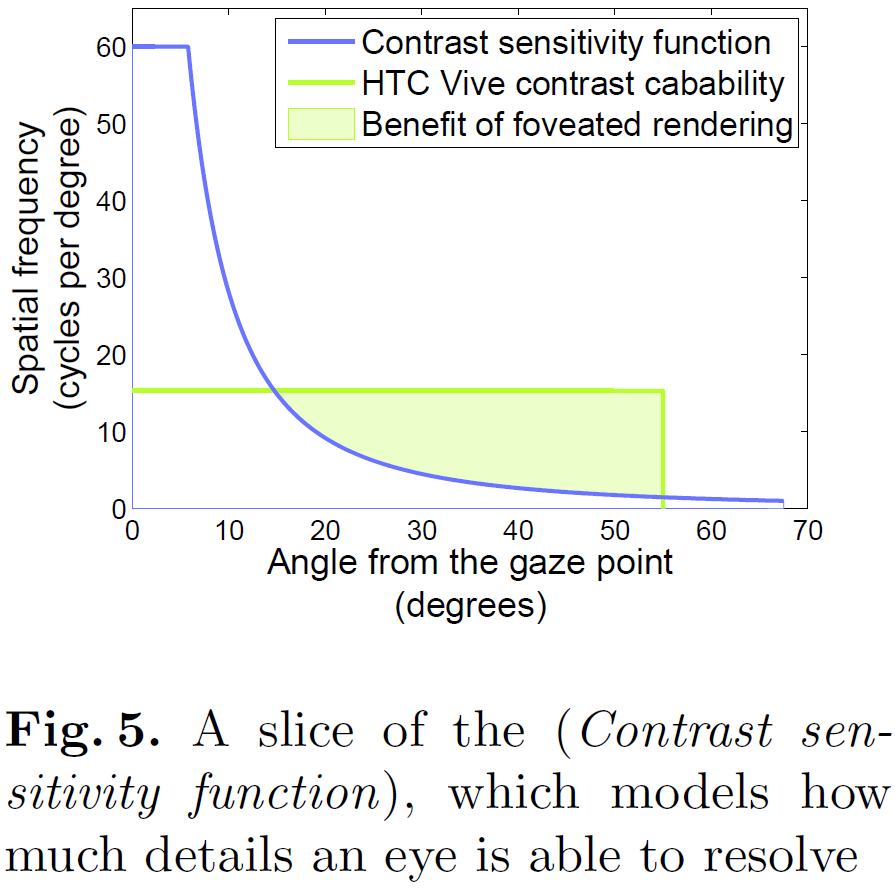 60
50
40
30
20
10
0
Spatial frequency
(cycles per degree)
Contrast sensitivity function
HTC Vive contrast cabability
Benefit of foveated rendering
0 10 20 30 40 50 60 70
Angle from the gaze point
(degrees)
Fig. 5. A slice of the (Contrast sen-
sitivity function), which models how
much details an eye is able to resolve